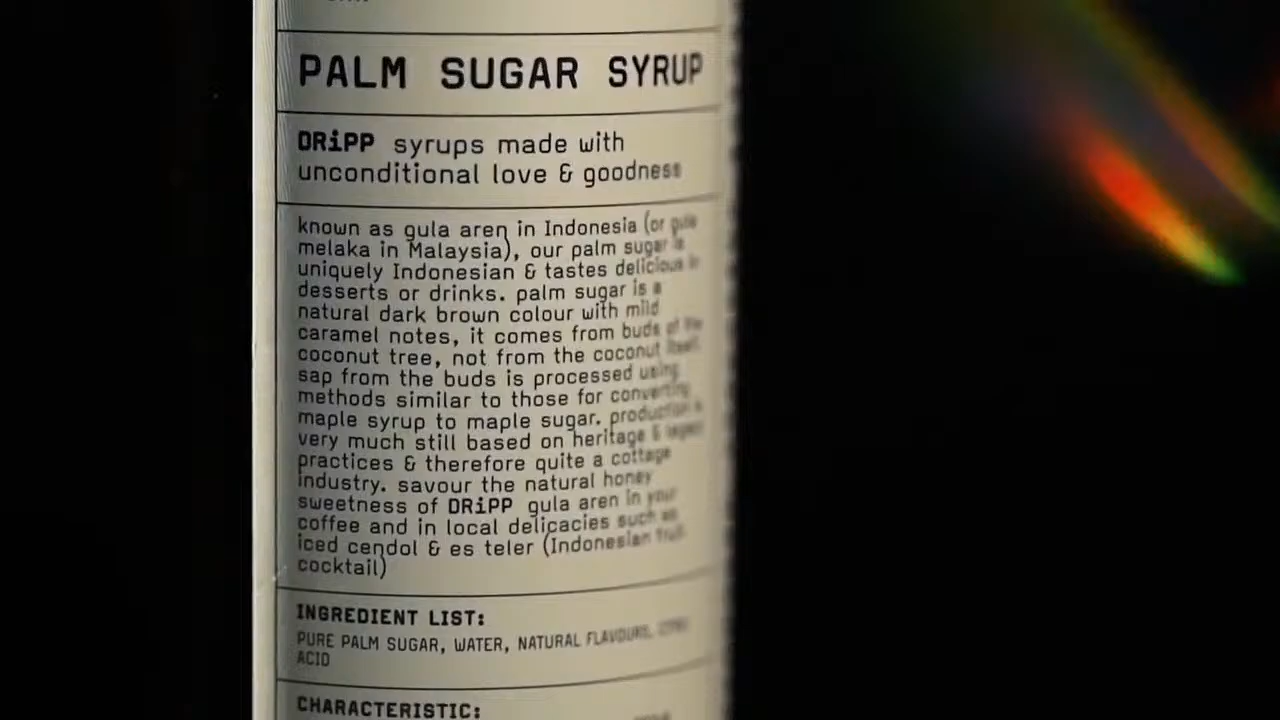 PALM SUGAR SYRUP
DRiPP syrups made with
unconditional love & goodness
known as gula aren in Indonesia (or gula
melaka in Malaysia), our palm sugar is
uniquely Indonesian & tastes delicious in
desserts or drinks. palm sugar is a
natural dark brown colour with mild
caramel notes, it comes from buds of the
coconut tree, not from the coconut itself.
sap from the buds is processed using
methods similar to those for converting
maple syrup to maple sugar. production is
very much still based on heritage & legacy
practices & therefore quite a cottage
industry. savour the natural honey
sweetness of DRiPP gula aren in your
coffee and in local delicacies such as
iced cendol & es teler (Indonesian fruit
cocktail)
INGREDIENT LIST:
PURE PALM SUGAR, WATER, NATURAL FLAVOURS,
ACID
CHARACTERISTIC: